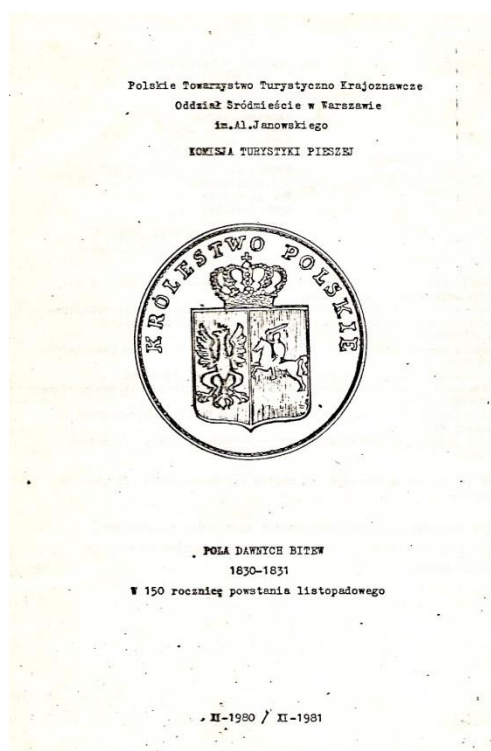 Polskie Towarzystwo Turystyczno Krajoznawcze
Oddział Sródmieście w Warszawie
im.Al.Janowskiego
KOMISJA TURYSTYKI PIESZEJ
KRÓLESTWO POLSKIE
POLA DAWNYCH BITEW
1830-1831
W 150 rocznicę powstania listopadowego
XI-1980 / XI-1981